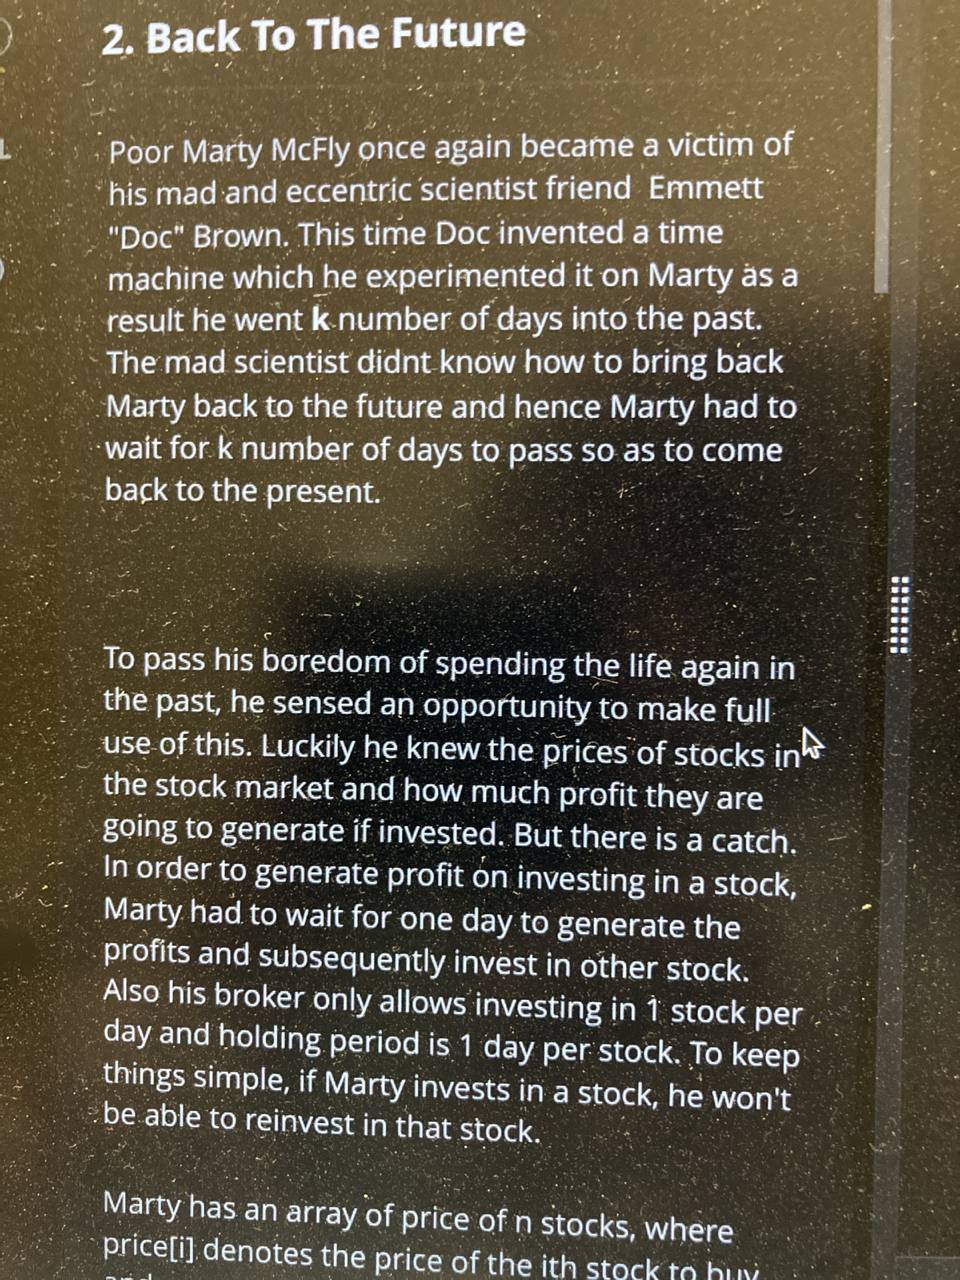 2. Back To The Future
Poor Marty McFly once again became a victim of
his mad and eccentric scientist friend  Emmett
"Doc" Brown. This time Doc invented a time
machine which he experimented it on Marty as a
result he went k number of days into the past.
The mad scientist didnt know how to bring back
Marty back to the future and hence Marty had to
wait for k number of days to pass so as to come
back to the present.
To pass his boredom of spending the life again in
the past, he sensed an opportunity to make full
use of this. Luckily he knew the prices of stocks in
the stock market and how much profit they are
going to generate if invested. But there is a catch.
In order to generate profit on investing in a stock,
Marty had to wait for one day to generate the
profits and subsequently invest in other stock.
Also his broker only allows investing in 1 stock per
day and holding period is 1 day per stock. To keep
things simple, if Marty invests in a stock, he won't
be able to reinvest in that stock.
Marty has an array of price of n stocks, where
price[i] denotes the price of the ith stock to buy